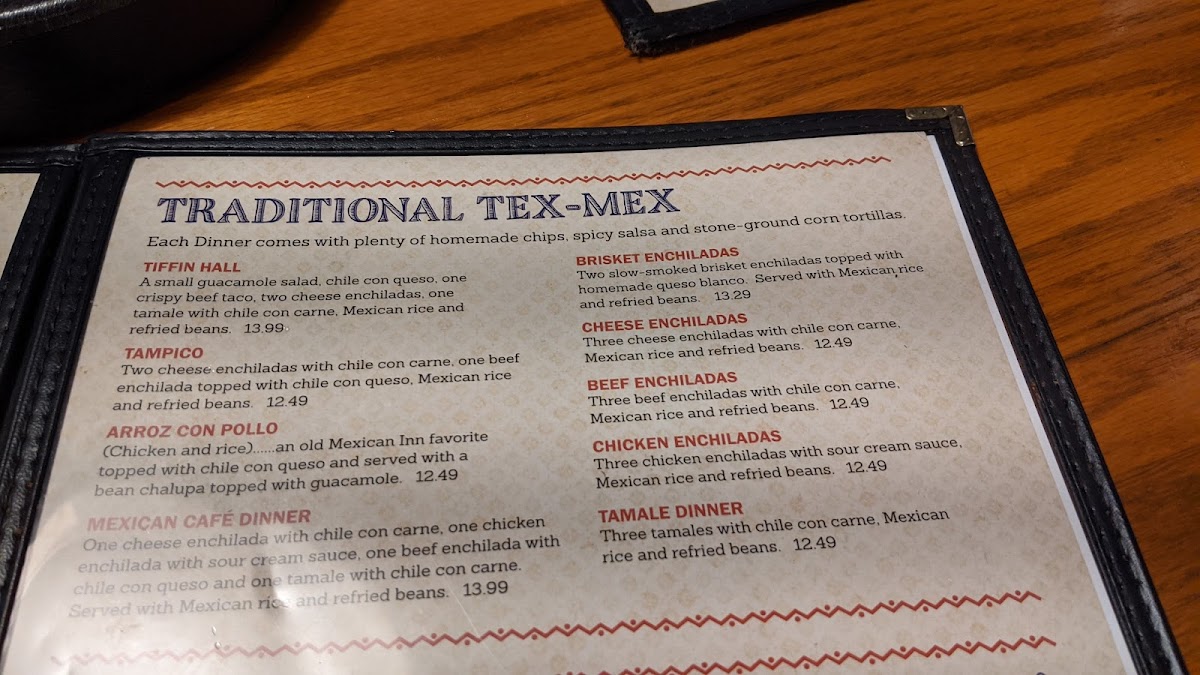 TRADITIONAL TEX-MEX
Each Dinner comes with plenty of homemade chips, spicy salsa and stone-ground corn tortillas.
TIFFIN HALL
A small guacamole salad, chile con queso, one
crispy beef taco, two cheese enchiladas, one
tamale with chile con carne, Mexican rice and
refried beans. 13.99
TAMPICO
Two cheese enchiladas with chile con carne, one beef
enchilada topped with chile con queso, Mexican rice
and refried beans. 12.49
ARROZ CON POLLO
(Chicken and rice)......an old Mexican Inn favorite
topped with chile con queso and served with a
bean chalupa topped with guacamole. 12.49
MEXICAN CAFÉ DINNER
One cheese enchilada with chile con carne, one chicken
enchilada with sour cream sauce, one beef enchilada with
chile con queso and one tamale with chile con carne.
Served with Mexican rice and refried beans. 13.99
BRISKET ENCHILADAS
Two slow-smoked brisket enchiladas topped with
homemade queso blanco. Served with Mexican rice
and refried beans. 13.29
CHEESE ENCHILADAS
Three cheese enchiladas with chile con carne,
Mexican rice and refried beans. 12.49
BEEF ENCHILADAS
Three beef enchiladas with chile con carne,
Mexican rice and refried beans. 12.49
CHICKEN ENCHILADAS
Three chicken enchiladas with sour cream sauce,
Mexican rice and refried beans. 12.49
TAMALE DINNER
Three tamales with chile con carne, Mexican
rice and refried beans. 12.49